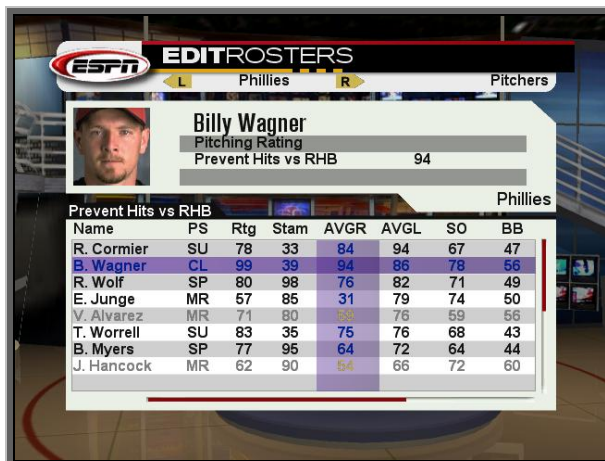 ESPN
EDITROSTERS
L Phillies R Pitchers
Billy Wagner
Pitching Rating
Prevent Hits vs RHB 94
Phillies
Prevent Hits vs RHB
Name PS Rtg Stam AVGR AVGL SO BB
R. Cormier SU 78 33 84 94 67 47
B. Wagner CL 99 39 94 86 78 56
R. Wolf SP 80 98 76 82 71 49
E. Junge MR 57 85 31 79 74 50
V. Alvarez MR 71 80 59 76 59 56
T. Worrell SU 83 35 75 76 68 43
B. Myers SP 77 95 64 72 64 44
J. Hancock MR 62 90 54 66 72 60